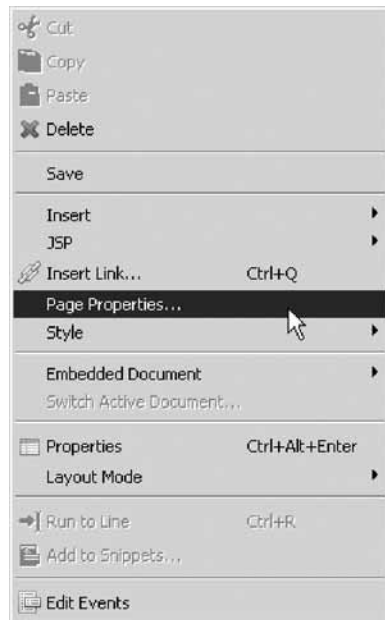 Cut
Copy
Paste
Delete
Save
Insert
JSP
Insert Link... Ctrl+Q
Page Properties...
Style
Embedded Document
Switch Active Document...
Properties Ctrl+Alt+Enter
Layout Mode
Run to Line Ctrl+R
Add to Snippets...
Edit Events